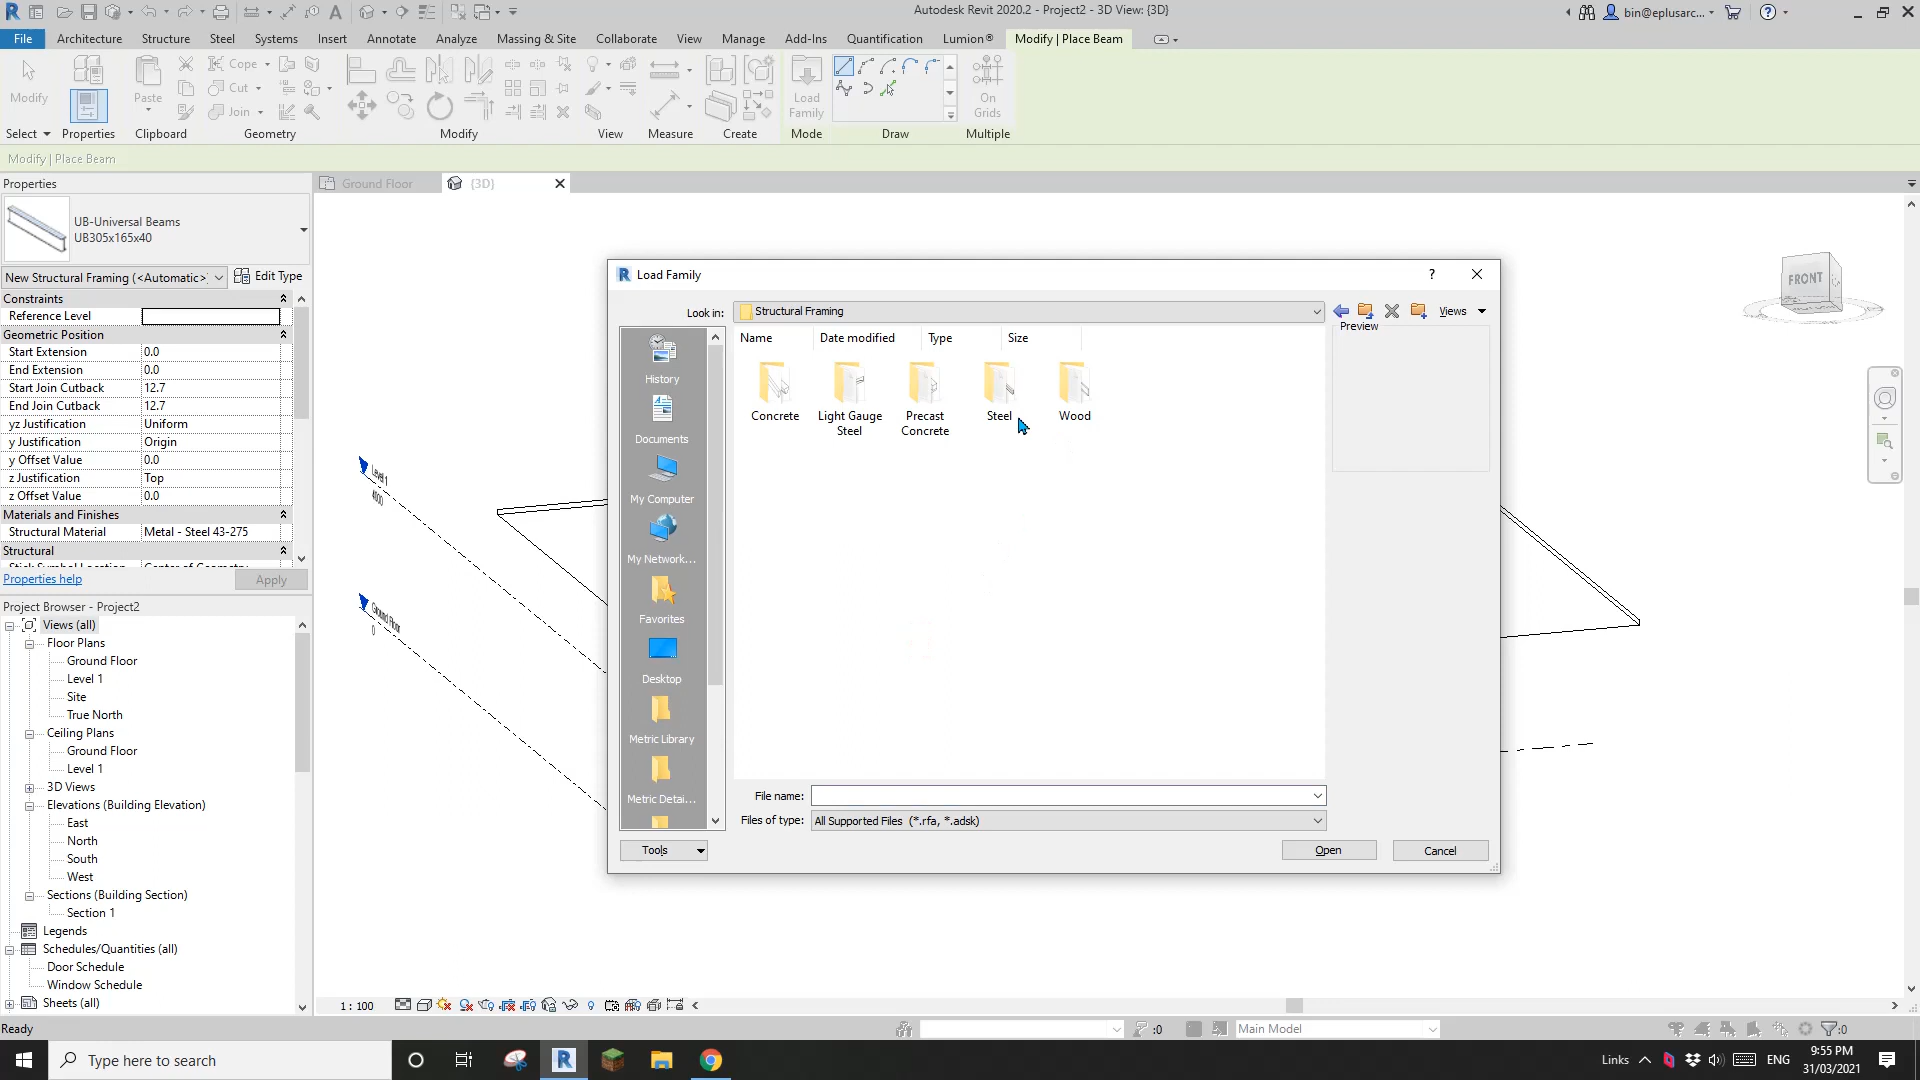 Autodesk Revit 2020.2 - Project2 - 3D View: {3D}
bin@eplusarc...
File
Architecture
Structure
Steel
Systems
Insert
Annotate
Analyze
Massing & Site
Collaborate
View
Manage
Add-Ins
Quantification
Lumion®
Modify | Place Beam
Modify
Paste
Cope
Cut
Join
Load
Family
On
Grids
Select
Properties
Clipboard
Geometry
Modify
View
Measure
Create
Mode
Draw
Multiple
Modify | Place Beam
Properties
UB-Universal Beams
UB305x165x40
New Structural Framing (<Automatic>)
Edit Type
Constraints
Reference Level
Geometric Position
Start Extension 0.0
End Extension 0.0
Start Join Cutback 12.7
End Join Cutback 12.7
yz Justification Uniform
y Justification Origin
y Offset Value 0.0
z Justification Top
z Offset Value 0.0
Materials and Finishes
Structural Material Metal - Steel 43-275
Structural
Properties help
Apply
Project Browser - Project2
Views (all)
Floor Plans
Ground Floor
Level 1
Site
True North
Ceiling Plans
Ground Floor
Level 1
3D Views
Elevations (Building Elevation)
East
North
South
West
Sections (Building Section)
Section 1
Legends
Schedules/Quantities (all)
Door Schedule
Window Schedule
Sheets (all)
Ground Floor
{3D}
Level 1
4000
Ground Floor
0
FRONT
Load Family
?
Look in:
Structural Framing
Views
Preview
Name
Date modified
Type
Size
History
Documents
My Computer
My Network...
Favorites
Desktop
Metric Library
Metric Detai...
Concrete
Light Gauge
Steel
Precast
Concrete
Steel
Wood
File name:
Files of type:
All Supported Files (*.rfa, *.adsk)
Tools
Open
Cancel
1 : 100
Ready
:0
Main Model
:0
Type here to search
Links
ENG
9:55 PM
31/03/2021